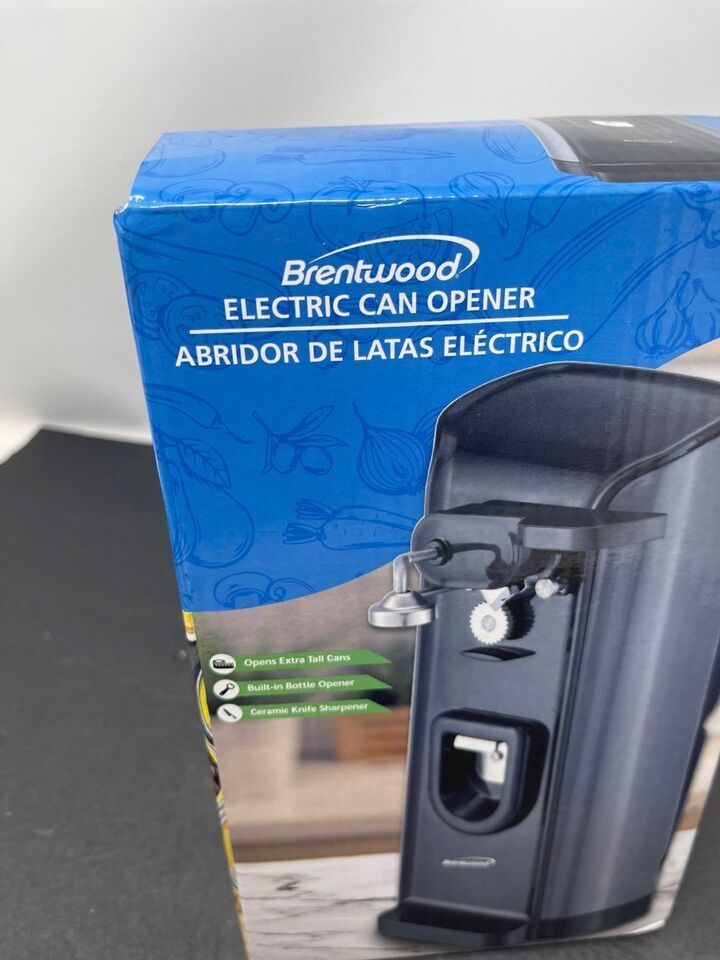 Brentwood
ELECTRIC CAN OPENER
ABRIDOR DE LATAS ELÉCTRICO
Opens Extra Tall Cans
Built-in Bottle Opener
Ceramic Knife Sharpener
Brentwood